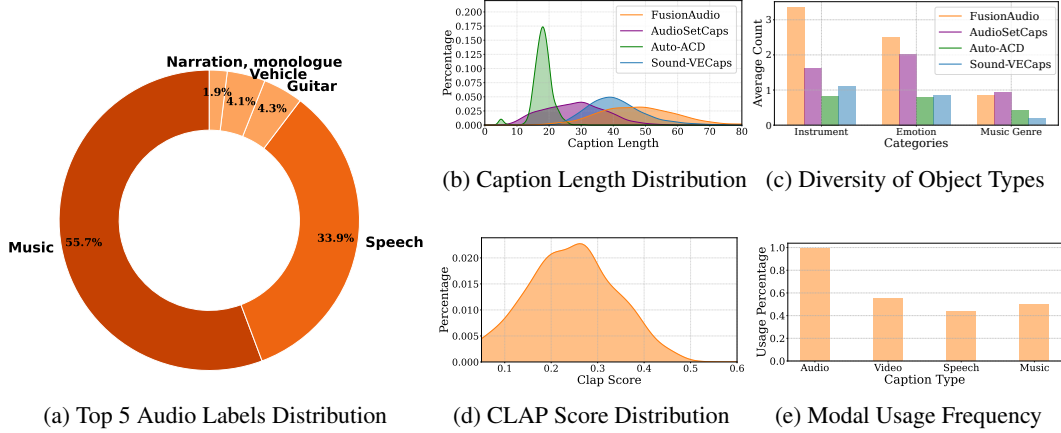 Narration, monologue
Vehicle
Guitar
1.9%
4.1%
4.3%
Music
55.7%
33.9%
Speech
(a) Top 5 Audio Labels Distribution
Percentage
0.200
0.175
0.150
0.125
0.100
0.075
0.050
0.025
0.000
0 10 20 30 40 50 60 70 80
Caption Length
FusionAudio
AudioSetCaps
Auto-ACD
Sound-VECaps
(b) Caption Length Distribution
Average Count
3
2
1
0
Instrument Emotion Music Genre
Categories
FusionAudio
AudioSetCaps
Auto-ACD
Sound-VECaps
(c) Diversity of Object Types
Percentage
0.020
0.015
0.010
0.005
0.000
0.1 0.2 0.3 0.4 0.5 0.6
Clap Score
(d) CLAP Score Distribution
Usage Percentage
1.0
0.8
0.6
0.4
0.2
0.0
Audio Video Speech Music
Caption Type
(e) Modal Usage Frequency